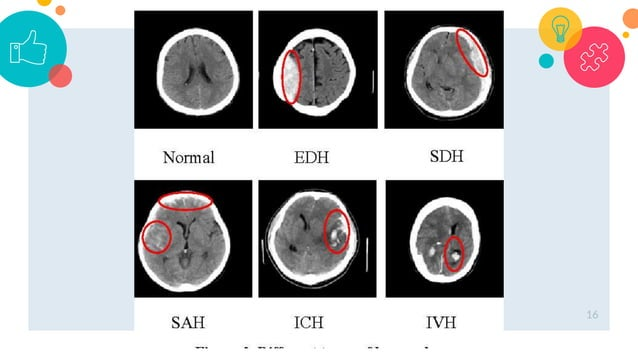 Normal EDH SDH
SAH ICH IVH
16